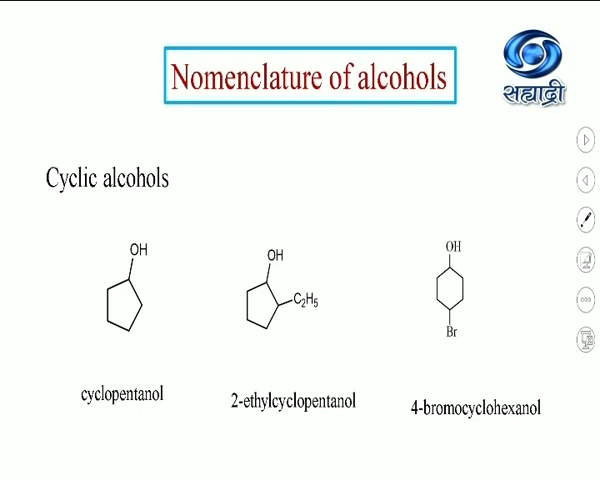 Nomenclature of alcohols
सह्याद्री
Cyclic alcohols
OH
OH
C₂H₅
OH
Br
cyclopentanol
2-ethylcyclopentanol
4-bromocyclohexanol